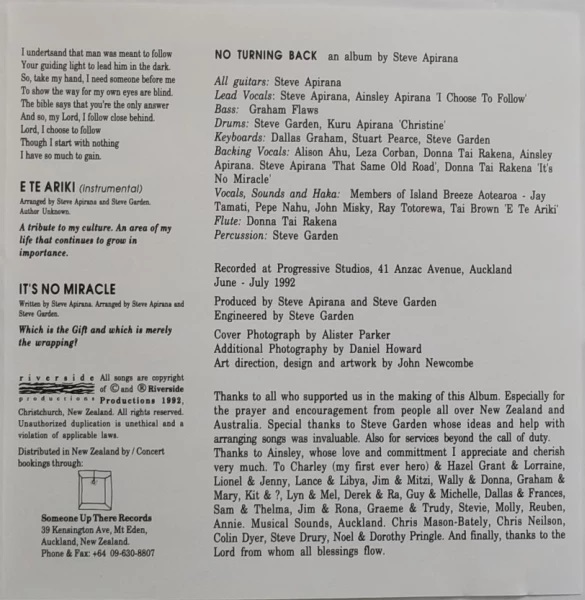 I undertsand that man was meant to follow
Your guiding light to lead him in the dark.
So, take my hand, I need someone before me
To show the way for my own eyes are blind.
The bible says that you're the only answer
And so, my Lord, I follow close behind.
Lord, I choose to follow
Though I start with nothing
I have so much to gain.
E TE ARIKI (instrumental)
Arranged by Steve Apirana and Steve Garden.
Author Unknown.
A tribute to my culture. An area of my
life that continues to grow in
importance.
IT'S NO MIRACLE
Written by Steve Apirana. Arranged by Steve Apirana and
Steve Garden.
Which is the Gift and which is merely
the wrapping?
riverside
productions
All songs are copyright
of © and ® Riverside
Productions 1992,
Christchurch, New Zealand. All rights reserved.
Unauthorized duplication is unethical and a
violation of applicable laws.
Distributed in New Zealand by / Concert
bookings through:
Someone Up There Records
39 Kensington Ave, Mt Eden,
Auckland, New Zealand.
Phone & Fax: +64 09-630-8807
NO TURNING BACK an album by Steve Apirana
All guitars: Steve Apirana
Lead Vocals: Steve Apirana, Ainsley Apirana 'I Choose To Follow'
Bass: Graham Flaws
Drums: Steve Garden, Kuru Apirana 'Christine'
Keyboards: Dallas Graham, Stuart Pearce, Steve Garden
Backing Vocals: Alison Ahu, Leza Corban, Donna Tai Rakena, Ainsley
Apirana. Steve Apirana 'That Same Old Road', Donna Tai Rakena 'It's
No Miracle'
Vocals, Sounds and Haka: Members of Island Breeze Aotearoa - Jay
Tamati, Pepe Nahu, John Misky, Ray Totorewa, Tai Brown 'E Te Ariki'
Flute: Donna Tai Rakena
Percussion: Steve Garden
Recorded at Progressive Studios, 41 Anzac Avenue, Auckland
June - July 1992
Produced by Steve Apirana and Steve Garden
Engineered by Steve Garden
Cover Photograph by Alister Parker
Additional Photography by Daniel Howard
Art direction, design and artwork by John Newcombe
Thanks to all who supported us in the making of this Album. Especially for
the prayer and encouragement from people all over New Zealand and
Australia. Special thanks to Steve Garden whose ideas and help with
arranging songs was invaluable. Also for services beyond the call of duty.
Thanks to Ainsley, whose love and committment I appreciate and cherish
very much. To Charley (my first ever hero) & Hazel Grant & Lorraine,
Lionel & Jenny, Lance & Libya, Jim & Mitzi, Wally & Donna, Graham &
Mary, Kit & ?, Lyn & Mel, Derek & Ra, Guy & Michelle, Dallas & Frances,
Sam & Thelma, Jim & Rona, Graeme & Trudy, Stevie, Molly, Reuben,
Annie. Musical Sounds, Auckland. Chris Mason-Bately, Chris Neilson,
Colin Dyer, Steve Drury, Noel & Dorothy Pringle. And finally, thanks to the
Lord from whom all blessings flow.